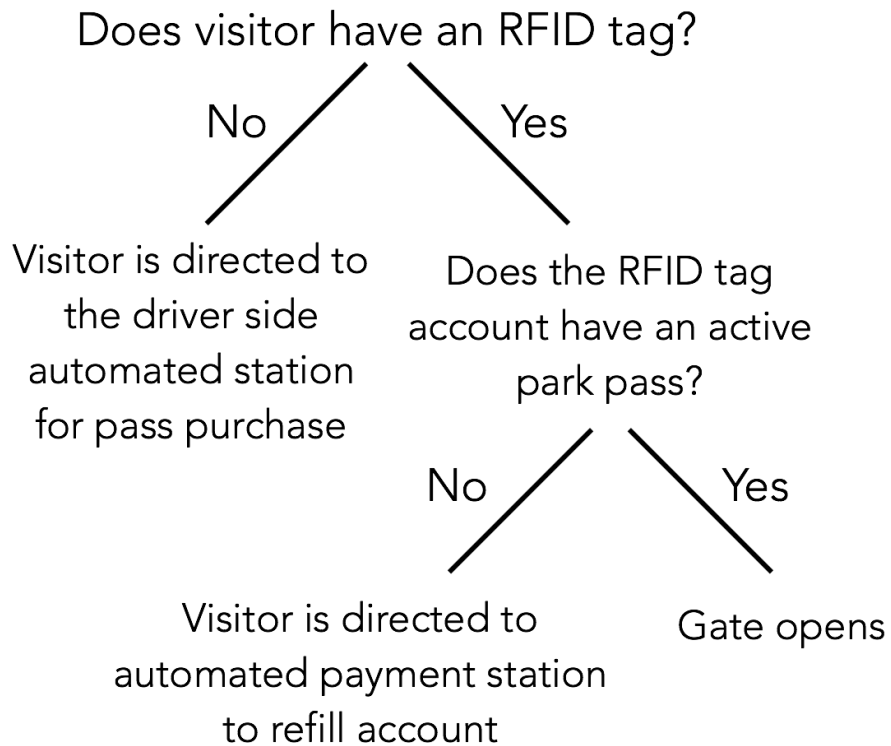 Does visitor have an RFID tag?
No
Yes
Visitor is directed to
the driver side
automated station
for pass purchase
Does the RFID tag
account have an active
park pass?
No
Yes
Visitor is directed to
automated payment station
to refill account
Gate opens